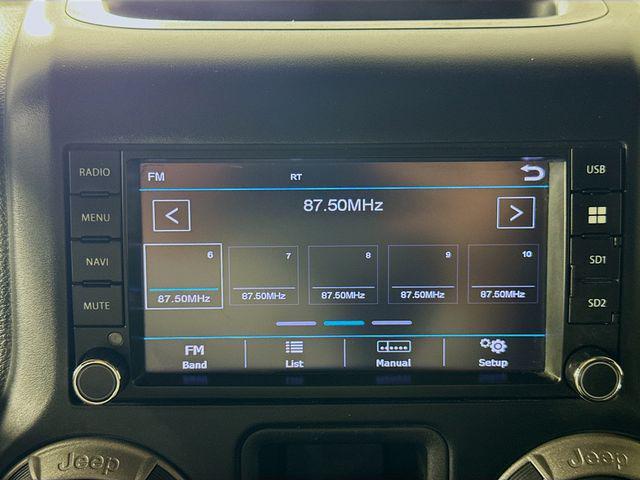 RADIO
MENU
NAVI
MUTE
FM RT
87.50MHz
< >
6 7 8 9 10
87.50MHz 87.50MHz 87.50MHz 87.50MHz 87.50MHz
FM
Band List Manual Setup
USB
SD1
SD2
Jeep Jeep